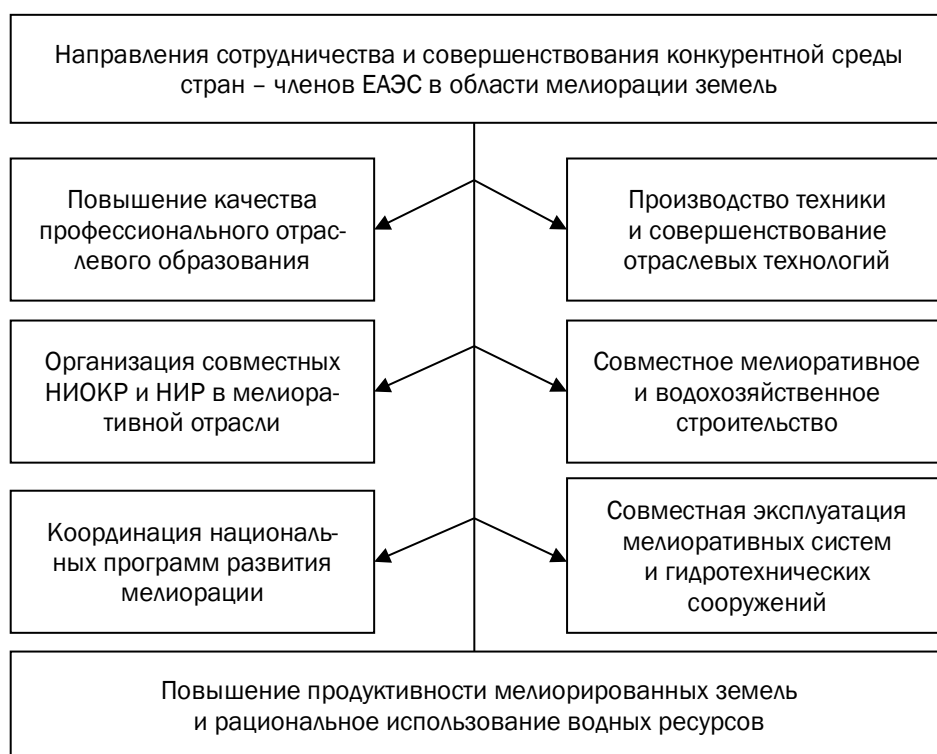 Направления сотрудничества и совершенствования конкурентной среды
стран – членов ЕАЭС в области мелиорации земель
Повышение качества
профессионального отрас-
левого образования
Производство техники
и совершенствование
отраслевых технологий
Организация совместных
НИОКР и НИР в мелиора-
тивной отрасли
Совместное мелиоративное
и водохозяйственное
строительство
Координация националь-
ных программ развития
мелиорации
Совместная эксплуатация
мелиоративных систем
и гидротехнических
сооружений
Повышение продуктивности мелиорированных земель
и рациональное использование водных ресурсов